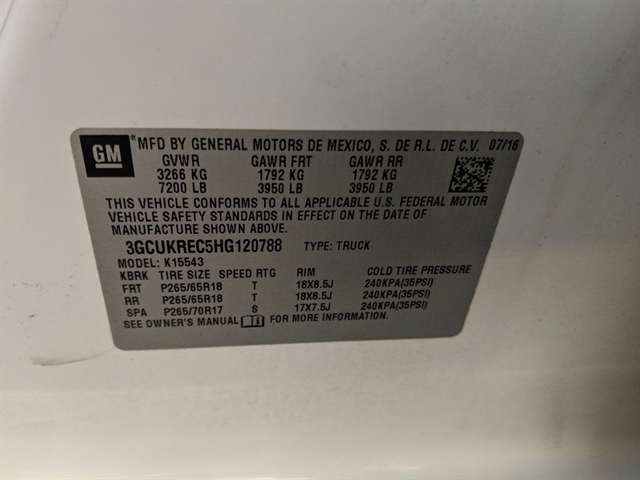 GM
® MFD BY GENERAL MOTORS DE MEXICO, S. DE R.L. DE C.V. 07/16
GVWR GAWR FRT GAWR RR
3266 KG 1792 KG 1792 KG
7200 LB 3950 LB 3950 LB
THIS VEHICLE CONFORMS TO ALL APPLICABLE U.S. FEDERAL MOTOR
VEHICLE SAFETY STANDARDS IN EFFECT ON THE DATE OF
MANUFACTURE SHOWN ABOVE.
3GCUKREC5HG120788 TYPE: TRUCK
MODEL: K15543
KBRK TIRE SIZE SPEED RTG RIM COLD TIRE PRESSURE
FRT P265/65R18 T 18X8.5J 240KPA(35PSI)
RR P265/65R18 T 18X8.5J 240KPA(35PSI)
SPA P265/70R17 S 17X7.5J 240KPA(35PSI)
SEE OWNER'S MANUAL FOR MORE INFORMATION.